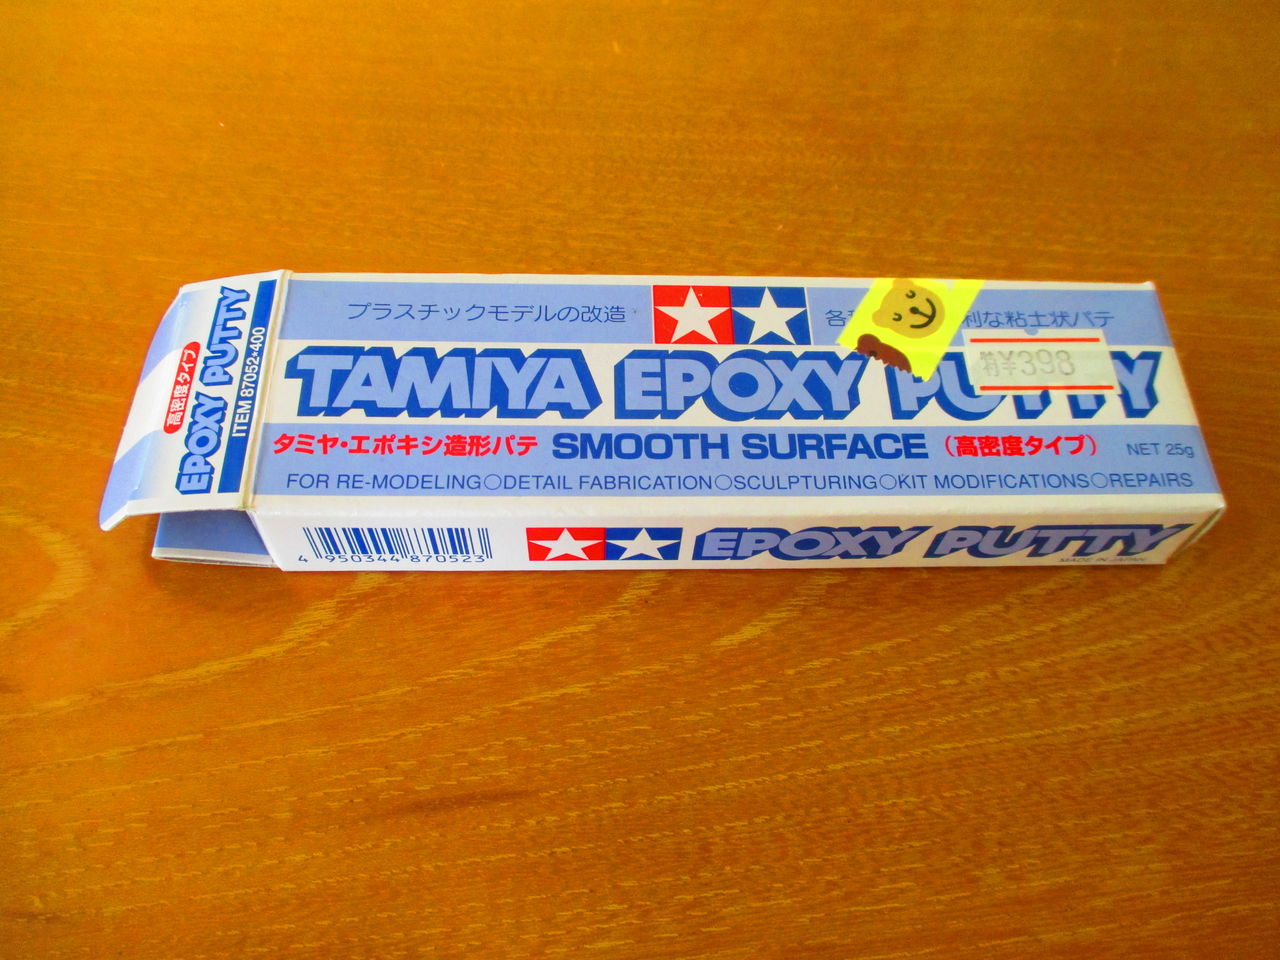 プラスチックモデルの改造
各 利な粘土状パテ
TAMIYA EPOXY PUTTY
特¥398
タミヤ・エポキシ造形パテ SMOOTH SURFACE (高密度タイプ) NET 25g
FOR RE-MODELING○DETAIL FABRICATION○SCULPTURING○KIT MODIFICATIONS○REPAIRS
高密度タイプ
EPOXY PUTTY
ITEM 87052★400
4 950344 870523
EPOXY PUTTY
MADE IN JAPAN